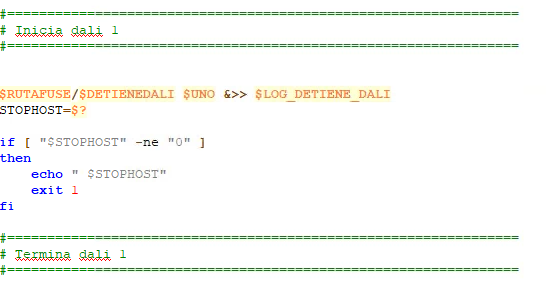 #================================================================
# Inicia dali 1
#================================================================
$RUTAFUSE/$DETIENEDALI $UNO &>> $LOG_DETIENE_DALI
STOPHOST=$?
if [ "$STOPHOST" -ne "0" ]
then
    echo " $STOPHOST"
    exit 1
fi
#================================================================
# Termina dali 1
#================================================================